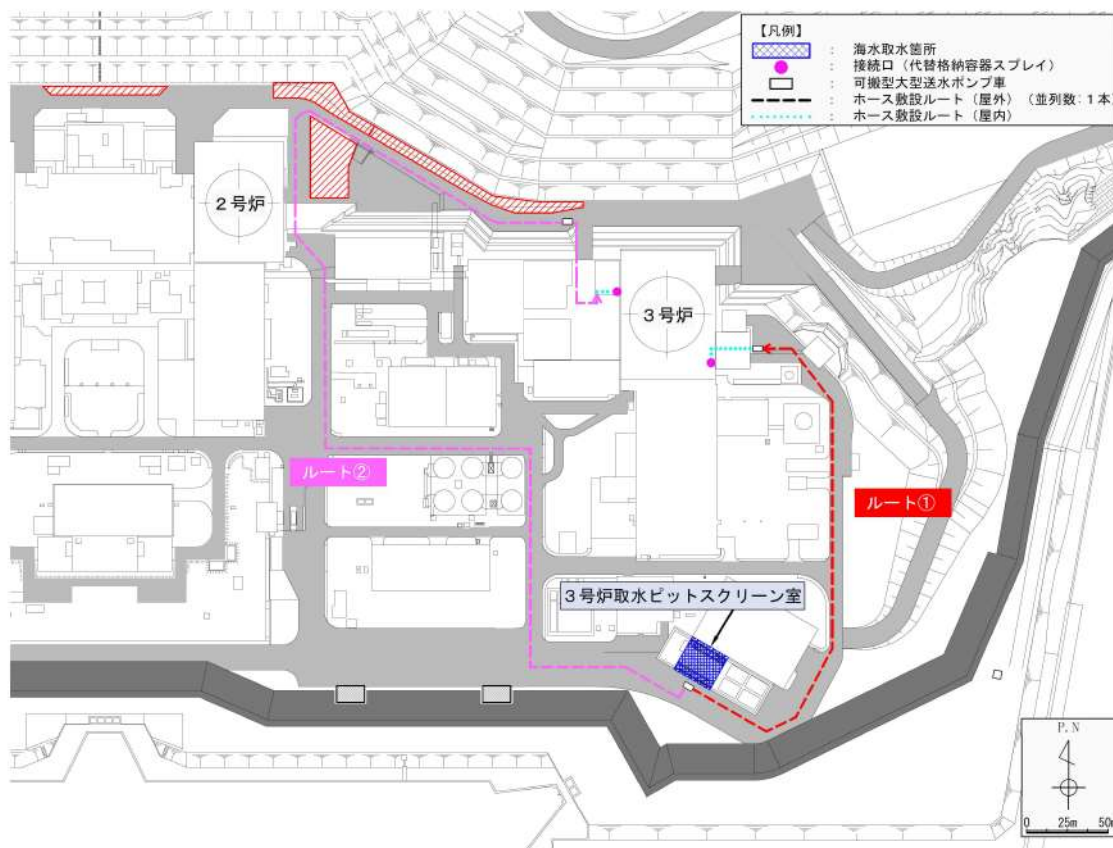 【凡例】
： 海水取水箇所
： 接続口（代替格納容器スプレイ）
： 可搬型大型送水ポンプ車
： ホース敷設ルート（屋外）（並列数：１本）
： ホース敷設ルート（屋内）
２号炉
３号炉
ルート②
ルート①
３号炉取水ピットスクリーン室
P.N
0 25m 50m